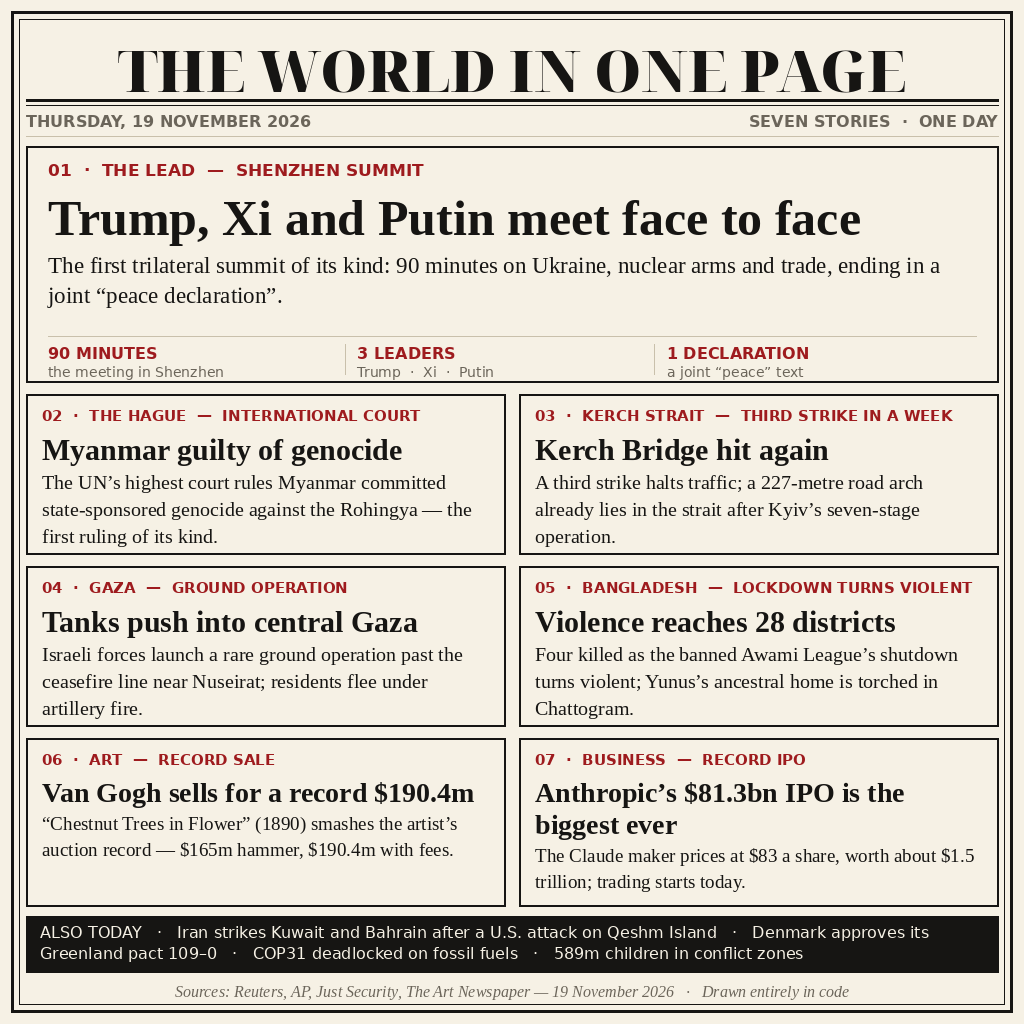 THE WORLD IN ONE PAGE
THURSDAY, 19 NOVEMBER 2026
SEVEN STORIES · ONE DAY
01 · THE LEAD — SHENZHEN SUMMIT
Trump, Xi and Putin meet face to face
The first trilateral summit of its kind: 90 minutes on Ukraine, nuclear arms and trade, ending in a
joint “peace declaration”.
90 MINUTES
the meeting in Shenzhen
3 LEADERS
Trump · Xi · Putin
1 DECLARATION
a joint “peace” text
02 · THE HAGUE — INTERNATIONAL COURT
Myanmar guilty of genocide
The UN’s highest court rules Myanmar committed
state-sponsored genocide against the Rohingya — the
first ruling of its kind.
03 · KERCH STRAIT — THIRD STRIKE IN A WEEK
Kerch Bridge hit again
A third strike halts traffic; a 227-metre road arch
already lies in the strait after Kyiv’s seven-stage
operation.
04 · GAZA — GROUND OPERATION
Tanks push into central Gaza
Israeli forces launch a rare ground operation past the
ceasefire line near Nuseirat; residents flee under
artillery fire.
05 · BANGLADESH — LOCKDOWN TURNS VIOLENT
Violence reaches 28 districts
Four killed as the banned Awami League’s shutdown
turns violent; Yunus’s ancestral home is torched in
Chattogram.
06 · ART — RECORD SALE
Van Gogh sells for a record $190.4m
“Chestnut Trees in Flower” (1890) smashes the artist’s
auction record — $165m hammer, $190.4m with fees.
07 · BUSINESS — RECORD IPO
Anthropic’s $81.3bn IPO is the
biggest ever
The Claude maker prices at $83 a share, worth about $1.5
trillion; trading starts today.
ALSO TODAY · Iran strikes Kuwait and Bahrain after a U.S. attack on Qeshm Island · Denmark approves its
Greenland pact 109–0 · COP31 deadlocked on fossil fuels · 589m children in conflict zones
Sources: Reuters, AP, Just Security, The Art Newspaper — 19 November 2026 · Drawn entirely in code